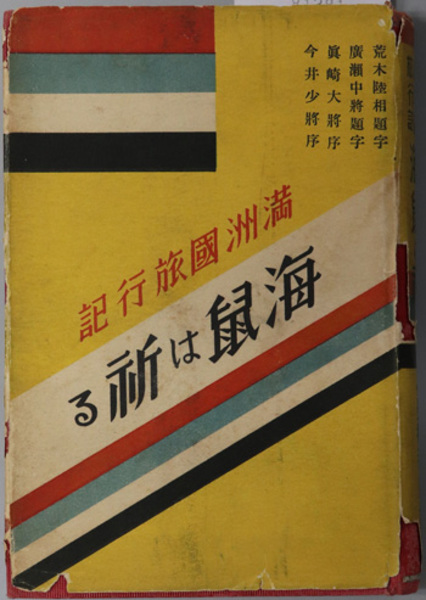 荒木陸相題字
廣瀬中將題字
眞崎大將序
今井少將序
満洲國旅行記
海鼠は祈る